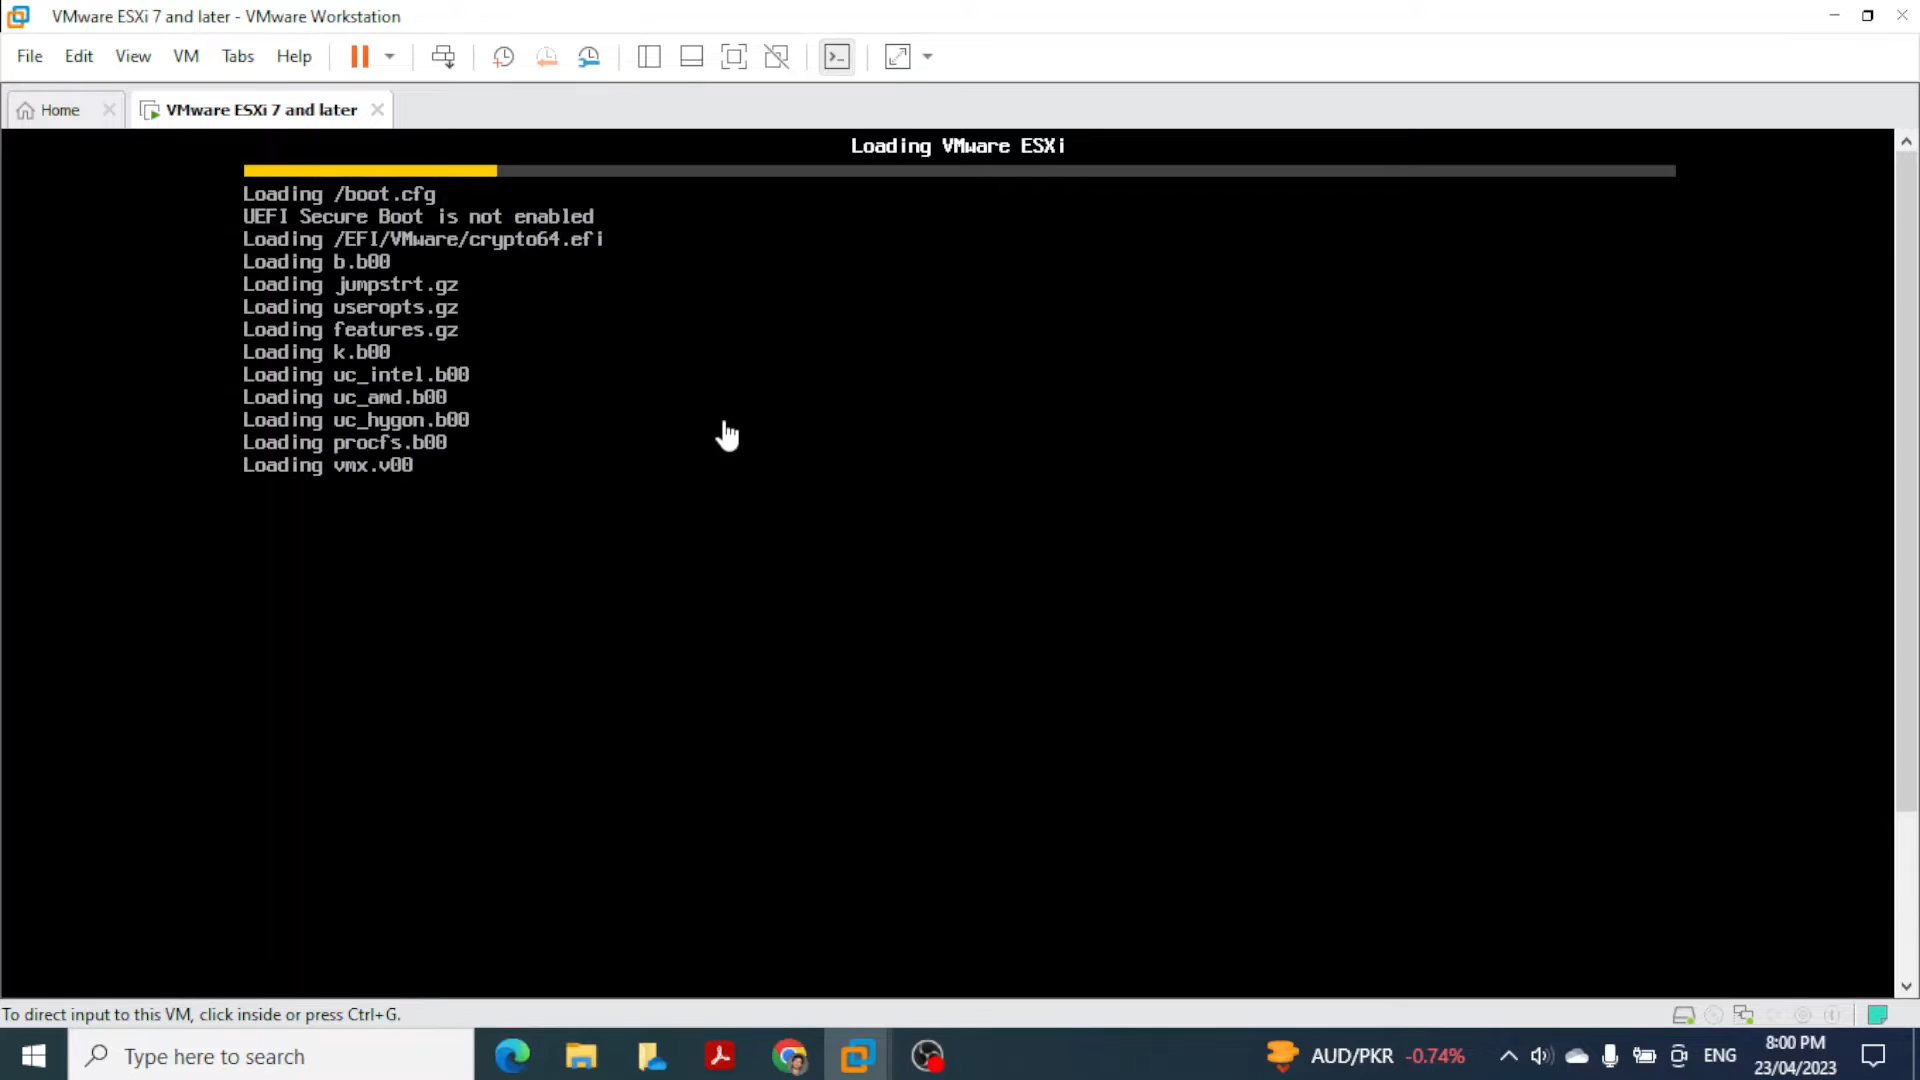 VMware ESXi 7 and later - VMware Workstation
File Edit View VM Tabs Help
Home VMware ESXi 7 and later
Loading VMware ESXi
Loading /boot.cfg
UEFI Secure Boot is not enabled
Loading /EFI/VMware/crypto64.efi
Loading b.b00
Loading jumpstrt.gz
Loading useropts.gz
Loading features.gz
Loading k.b00
Loading uc_intel.b00
Loading uc_amd.b00
Loading uc_hygon.b00
Loading procfs.b00
Loading vmx.v00
To direct input to this VM, click inside or press Ctrl+G.
Type here to search
AUD/PKR -0.74%
ENG
8:00 PM
23/04/2023